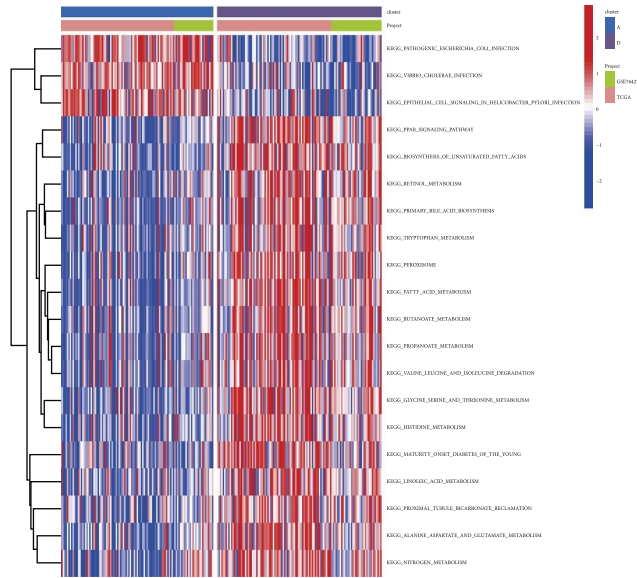 cluster
Project
KEGG_PATHOGENIC_ESCHERICHIA_COLI_INFECTION
KEGG_VIBRIO_CHOLERAE_INFECTION
KEGG_EPITHELIAL_CELL_SIGNALING_IN_HELICOBACTER_PYLORI_INFECTION
KEGG_PPAR_SIGNALING_PATHWAY
KEGG_BIOSYNTHESIS_OF_UNSATURATED_FATTY_ACIDS
KEGG_RETINOL_METABOLISM
KEGG_PRIMARY_BILE_ACID_BIOSYNTHESIS
KEGG_TRYPTOPHAN_METABOLISM
KEGG_PEROXISOME
KEGG_FATTY_ACID_METABOLISM
KEGG_BUTANOATE_METABOLISM
KEGG_PROPANOATE_METABOLISM
KEGG_VALINE_LEUCINE_AND_ISOLEUCINE_DEGRADATION
KEGG_GLYCINE_SERINE_AND_THREONINE_METABOLISM
KEGG_HISTIDINE_METABOLISM
KEGG_MATURITY_ONSET_DIABETES_OF_THE_YOUNG
KEGG_LINOLEIC_ACID_METABOLISM
KEGG_PROXIMAL_TUBULE_BICARBONATE_RECLAMATION
KEGG_ALANINE_ASPARTATE_AND_GLUTAMATE_METABOLISM
KEGG_NITROGEN_METABOLISM
2
1
0
−1
−2
cluster
A
D
Project
GSE7642
TCGA